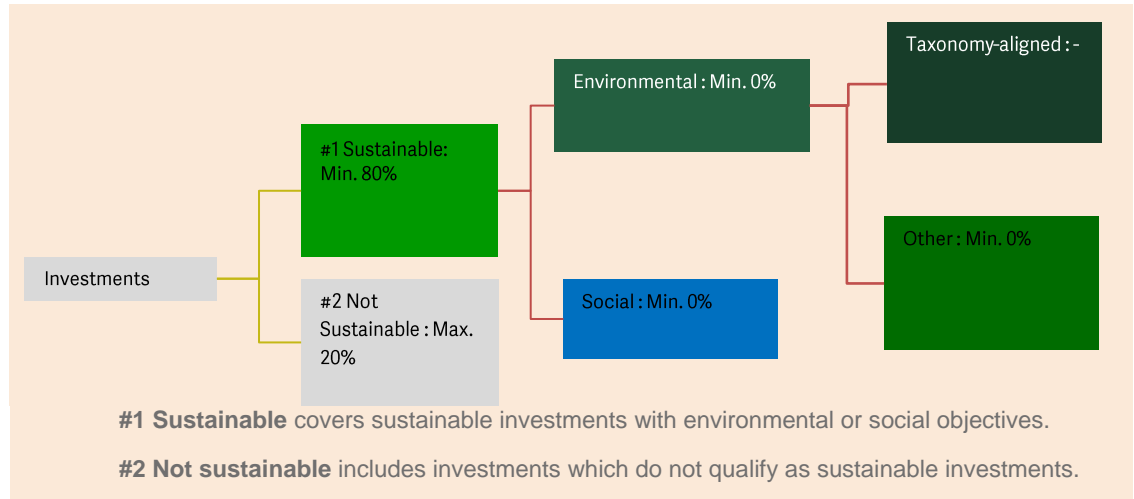 Investments
#1 Sustainable:
Min. 80%
#2 Not
Sustainable : Max.
20%
Environmental : Min. 0%
Social : Min. 0%
Taxonomy-aligned : -
Other : Min. 0%
#1 Sustainable covers sustainable investments with environmental or social objectives.
#2 Not sustainable includes investments which do not qualify as sustainable investments.